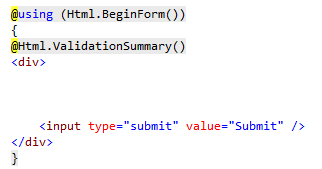 @using (Html.BeginForm())
{
@Html.ValidationSummary()
<div>
<input type="submit" value="Submit" />
</div>
}